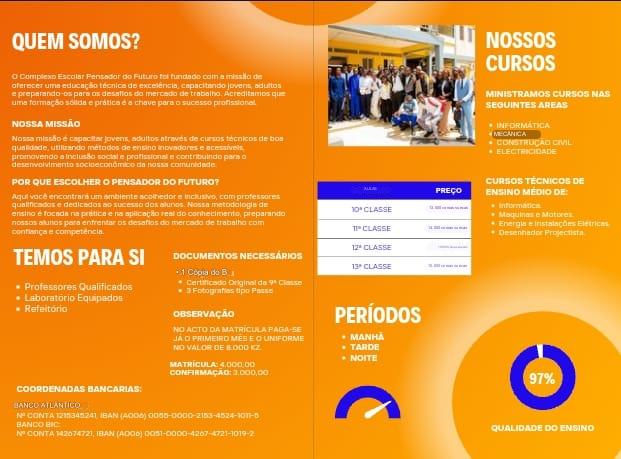 QUEM SOMOS?
O Complexo Escolar Pensador do Futuro foi fundado com a missão de
oferecer uma educação técnica de excelência, capacitando jovens, adultos
e preparando-os para os desafios do mercado de trabalho. Acreditamos que
uma formação sólida e prática é a chave para o sucesso profissional.
NOSSA MISSÃO
Nossa missão é capacitar jovens, adultos através de cursos técnicos de boa
qualidade, utilizando métodos de ensino inovadores e acessíveis,
promovendo a inclusão social e profissional e contribuindo para o
desenvolvimento socioeconômico da nossa comunidade.
POR QUE ESCOLHER O PENSADOR DO FUTURO?
Aqui você encontrará um ambiente acolhedor e inclusivo, com professores
qualificados e dedicados ao sucesso dos alunos. Nossa metodologia de
ensino é focada na prática e na aplicação real do conhecimento, preparando
nossos alunos para enfrentar os desafios do mercado de trabalho com
confiança e competência.
TEMOS PARA SI
Professores Qualificados
Laboratório Equipados
Refeitório
DOCUMENTOS NECESSÁRIOS
1 Cópia do B.
Certificado Original da 9ª Classe
3 Fotografias tipo Passe
OBSERVAÇÃO
NO ACTO DA MATRÍCULA PAGA-SE
JÁ O PRIMEIRO MÊS E O UNIFORME
NO VALOR DE 8.000 KZ.
MATRÍCULA: 4.000,00
CONFIRMAÇÃO: 3.000,00
COORDENADAS BANCARIAS:
BANCO ATLANTICO
Nº CONTA 1215345241, IBAN (AO06) 0055-0000-2153-4524-1011-5
BANCO BIC:
Nº CONTA 142674721, IBAN (AO06) 0051-0000-4267-4721-1019-2
NOSSOS
CURSOS
MINISTRAMOS CURSOS NAS
SEGUINTES AREAS
INFORMÁTICA
MECÂNICA
CONSTRUÇÃO CIVIL
ELECTRICIDADE
CURSOS TÉCNICOS DE
ENSINO MÉDIO DE:
Informática.
Maquinas e Motores.
Energia e Instalações Elétricas.
Desenhador Projectista.
PREÇO
10ª CLASSE
11ª CLASSE
12ª CLASSE
13ª CLASSE
PERÍODOS
MANHÃ
TARDE
NOITE
97%
QUALIDADE DO ENSINO